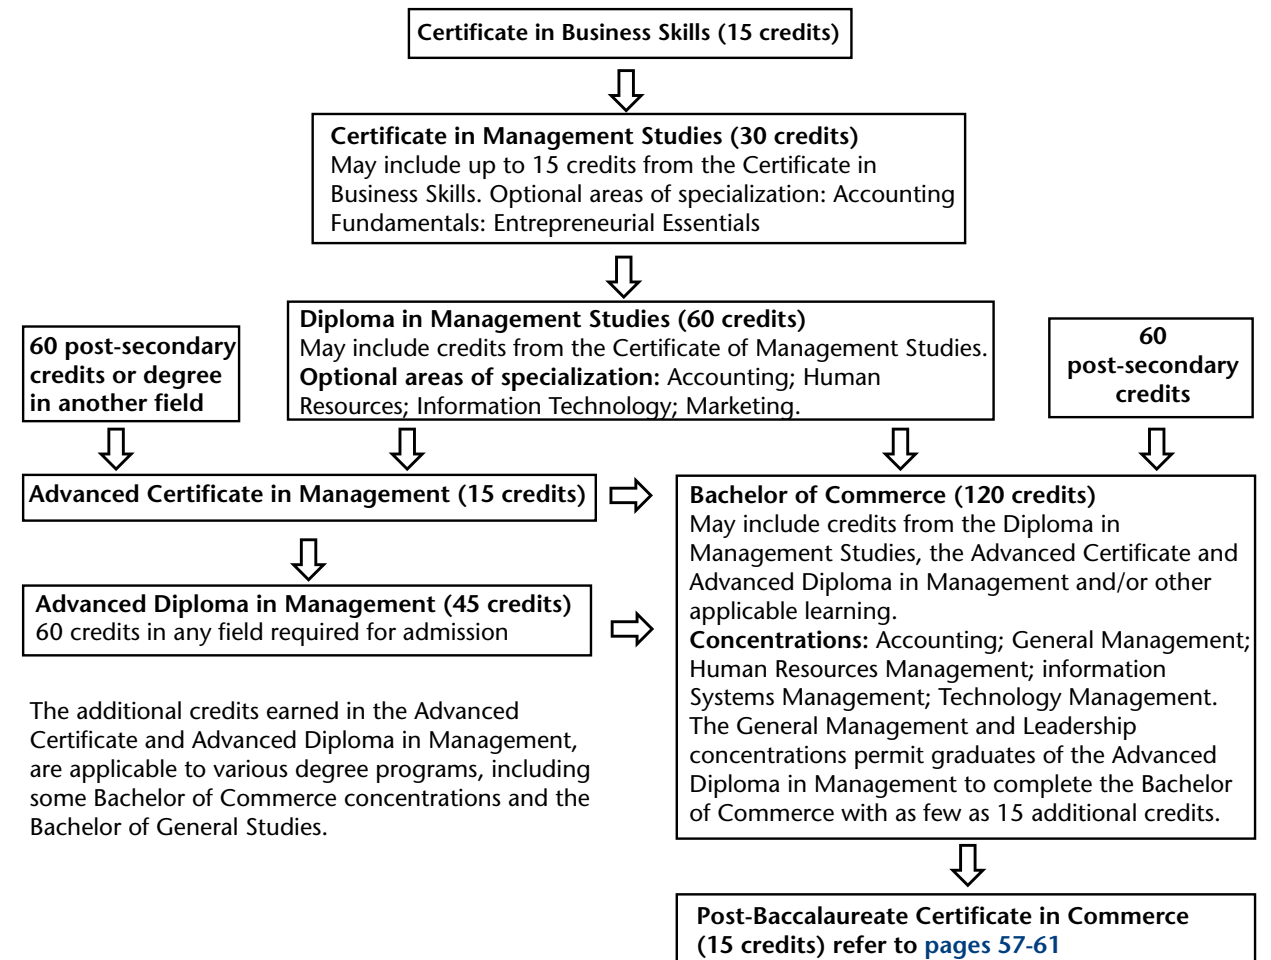 Certificate in Business Skills (15 credits)
Certificate in Management Studies (30 credits)
May include up to 15 credits from the Certificate in
Business Skills. Optional areas of specialization: Accounting
Fundamentals: Entrepreneurial Essentials
60 post-secondary
credits or degree
in another field
Diploma in Management Studies (60 credits)
May include credits from the Certificate of Management Studies.
Optional areas of specialization: Accounting; Human
Resources; Information Technology; Marketing.
60
post-secondary
credits
Advanced Certificate in Management (15 credits)
Advanced Diploma in Management (45 credits)
60 credits in any field required for admission
The additional credits earned in the Advanced
Certificate and Advanced Diploma in Management,
are applicable to various degree programs, including
some Bachelor of Commerce concentrations and the
Bachelor of General Studies.
Bachelor of Commerce (120 credits)
May include credits from the Diploma in
Management Studies, the Advanced Certificate and
Advanced Diploma in Management and/or other
applicable learning.
Concentrations: Accounting; General Management;
Human Resources Management; information
Systems Management; Technology Management.
The General Management and Leadership
concentrations permit graduates of the Advanced
Diploma in Management to complete the Bachelor
of Commerce with as few as 15 additional credits.
Post-Baccalaureate Certificate in Commerce
(15 credits) refer to pages 57-61